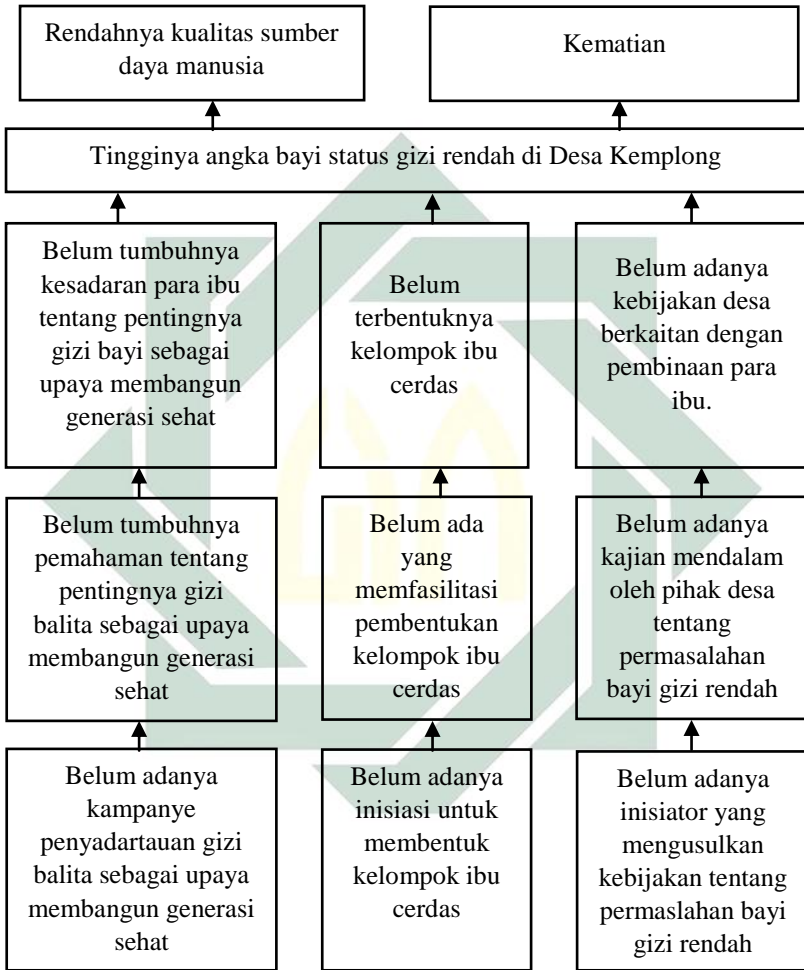 Rendahnya kualitas sumber
daya manusia
Kematian
Tingginya angka bayi status gizi rendah di Desa Kemplong
Belum tumbuhnya
kesadaran para ibu
tentang pentingnya
gizi bayi sebagai
upaya membangun
generasi sehat
Belum
terbentuknya
kelompok ibu
cerdas
Belum adanya
kebijakan desa
berkaitan dengan
pembinaan para
ibu.
Belum tumbuhnya
pemahaman tentang
pentingnya gizi
balita sebagai upaya
membangun generasi
sehat
Belum ada
yang
memfasilitasi
pembentukan
kelompok ibu
cerdas
Belum adanya
kajian mendalam
oleh pihak desa
tentang
permasalahan
bayi gizi rendah
Belum adanya
kampanye
penyadartauan gizi
balita sebagai upaya
membangun generasi
sehat
Belum adanya
inisiasi untuk
membentuk
kelompok ibu
cerdas
Belum adanya
inisiator yang
mengusulkan
kebijakan tentang
permaslahan bayi
gizi rendah